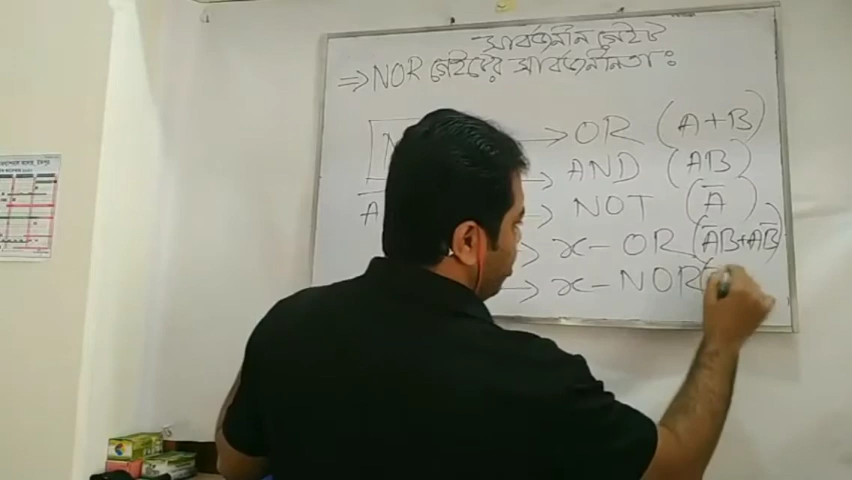 সার্বজনীন গেইট
⇒ NOR গেইটের সার্বজনীনতা :
→ OR (A+B)
→ AND (AB)
→ NOT (A̅)
→ x- OR (A̅B+AB̅)
→ x- NOR (